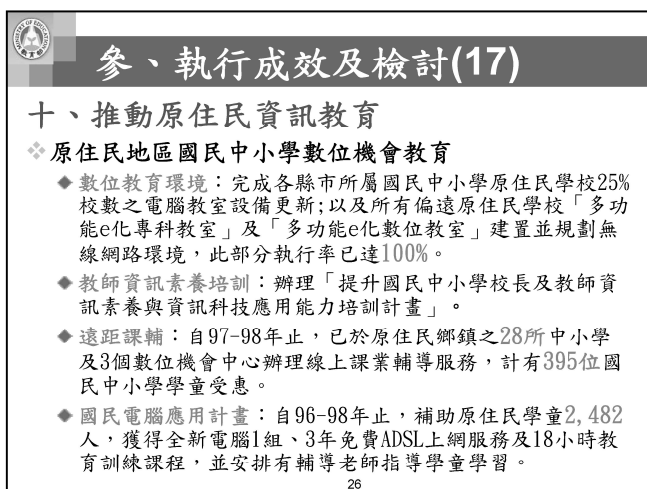 MINISTRY OF EDUCATION
教育部
參、執行成效及檢討(17)
十、推動原住民資訊教育
原住民地區國民中小學數位機會教育
數位教育環境：完成各縣市所屬國民中小學原住民學校25%
校數之電腦教室設備更新;以及所有偏遠原住民學校「多功
能e化專科教室」及「多功能e化數位教室」建置並規劃無
線網路環境，此部分執行率已達100%。
教師資訊素養培訓：辦理「提升國民中小學校長及教師資
訊素養與資訊科技應用能力培訓計畫」。
遠距課輔：自97-98年止，已於原住民鄉鎮之28所中小學
及3個數位機會中心辦理線上課業輔導服務，計有395位國
民中小學學童受惠。
國民電腦應用計畫：自96-98年止，補助原住民學童2,482
人，獲得全新電腦1組、3年免費ADSL上網服務及18小時教
育訓練課程，並安排有輔導老師指導學童學習。
26